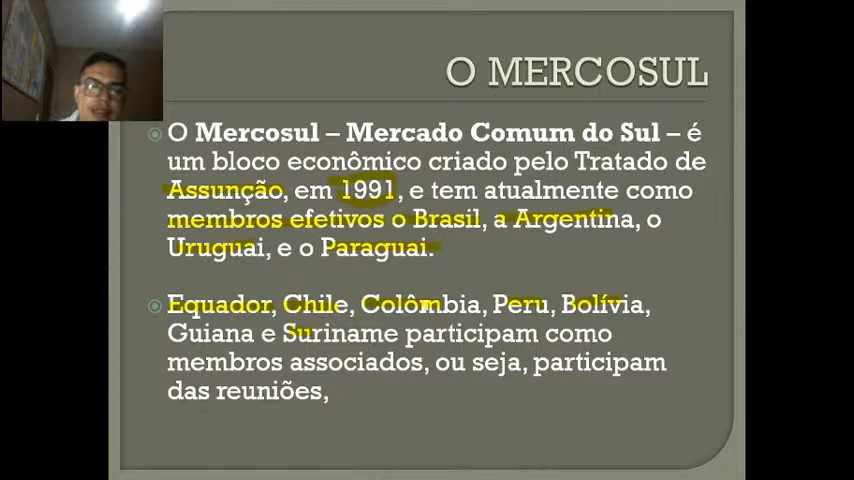 O MERCOSUL
O Mercosul – Mercado Comum do Sul – é
um bloco econômico criado pelo Tratado de
Assunção, em 1991, e tem atualmente como
membros efetivos o Brasil, a Argentina, o
Uruguai, e o Paraguai.
Equador, Chile, Colômbia, Peru, Bolívia,
Guiana e Suriname participam como
membros associados, ou seja, participam
das reuniões,